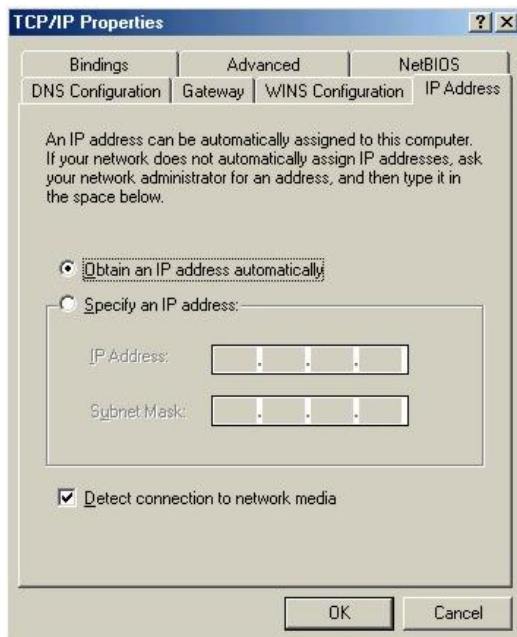 TCP/IP Properties
? X
Bindings Advanced NetBIOS
DNS Configuration Gateway WINS Configuration IP Address
An IP address can be automatically assigned to this computer.
If your network does not automatically assign IP addresses, ask
your network administrator for an address, and then type it in
the space below.
Obtain an IP address automatically
Specify an IP address:
IP Address:
Subnet Mask:
Detect connection to network media
OK Cancel